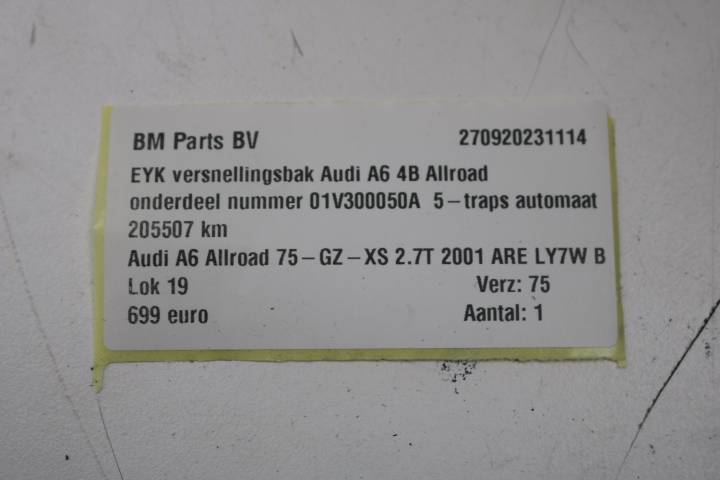 BM Parts BV 270920231114
EYK versnellingsbak Audi A6 4B Allroad
onderdeel nummer 01V300050A 5-traps automaat
205507 km
Audi A6 Allroad 75-GZ-XS 2.7T 2001 ARE LY7W B
Lok 19 Verz: 75
699 euro Aantal: 1